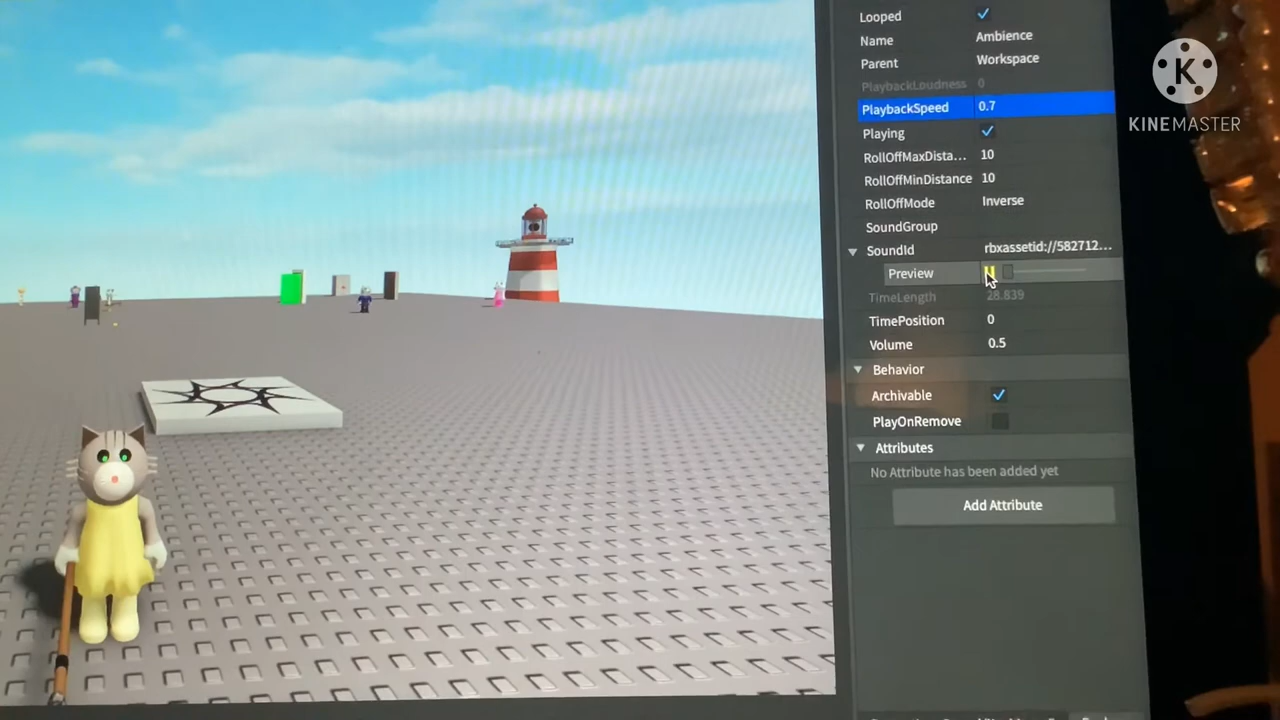 Looped
Name Ambience
Parent Workspace
PlaybackLoudness 0
PlaybackSpeed 0.7
Playing
RollOffMaxDista... 10
RollOffMinDistance 10
RollOffMode Inverse
SoundGroup
SoundId rbxassetid://582712...
Preview
TimeLength 28.839
TimePosition 0
Volume 0.5
Behavior
Archivable
PlayOnRemove
Attributes
No Attribute has been added yet
Add Attribute
K
KINEMASTER